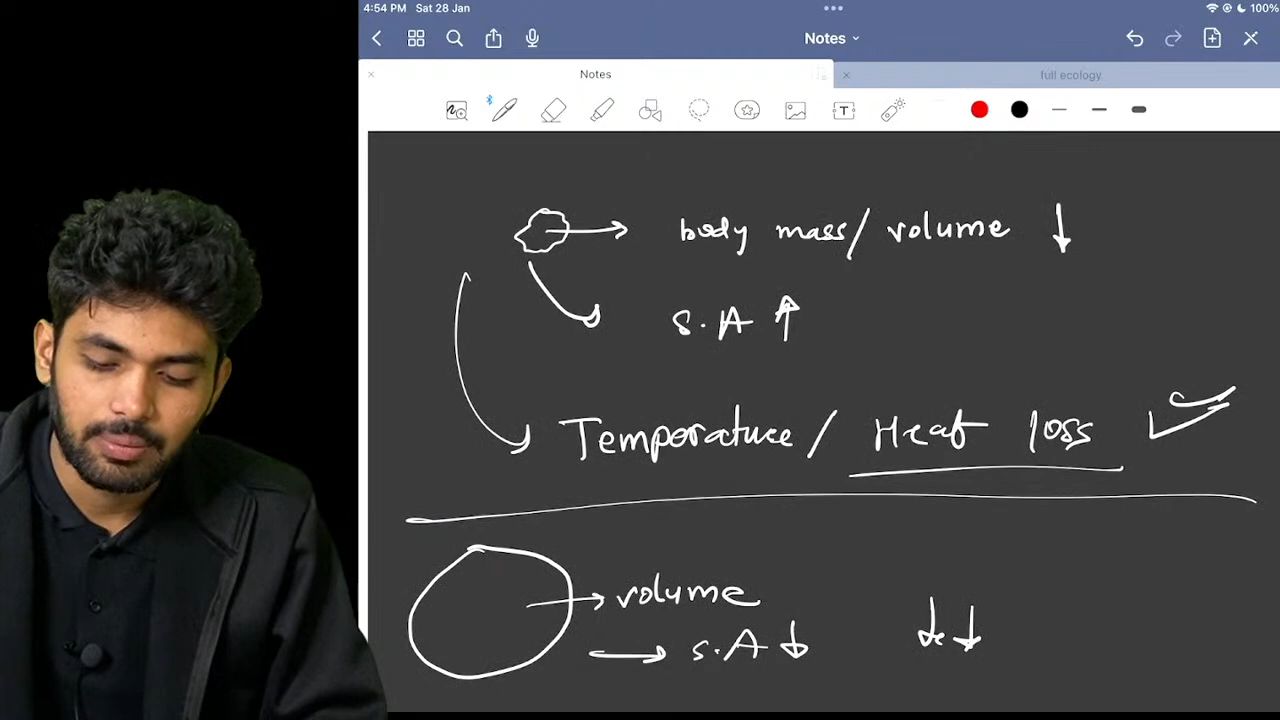 4:54 PM Sat 28 Jan
100%
Notes
Notes
full ecology
T
body mass/ volume ↓
S.A ↑
Temperature/ Heat loss ✓
volume
S.A ↓